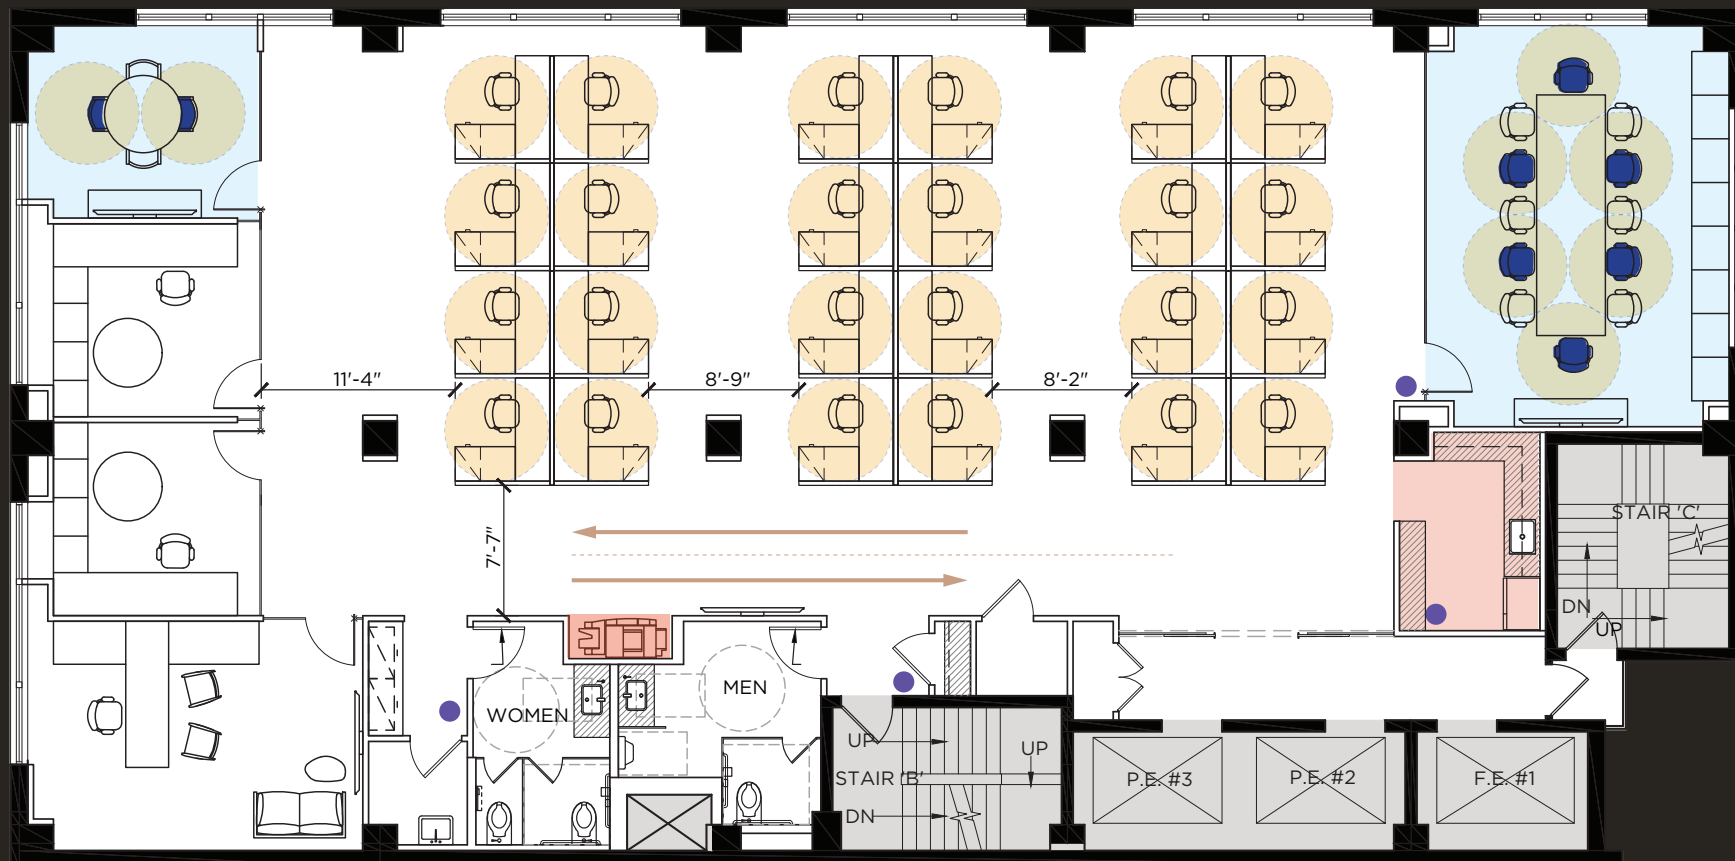 11'-4"
8'-9"
8'-2"
7'-7"
STAIR 'C'
DN
UP
WOMEN
MEN
UP
UP
STAIR 'B'
DN
P.E. #3
P.E. #2
F.E. #1